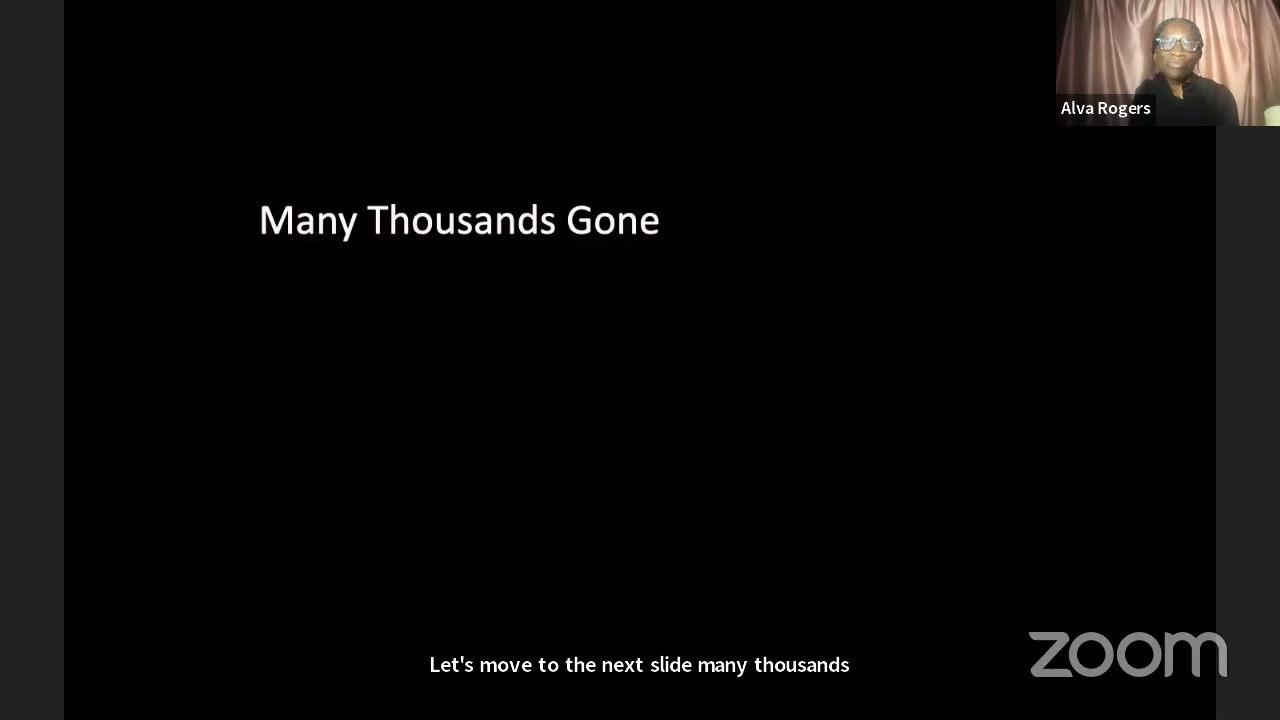 Alva Rogers
Many Thousands Gone
Let's move to the next slide many thousands
zoom